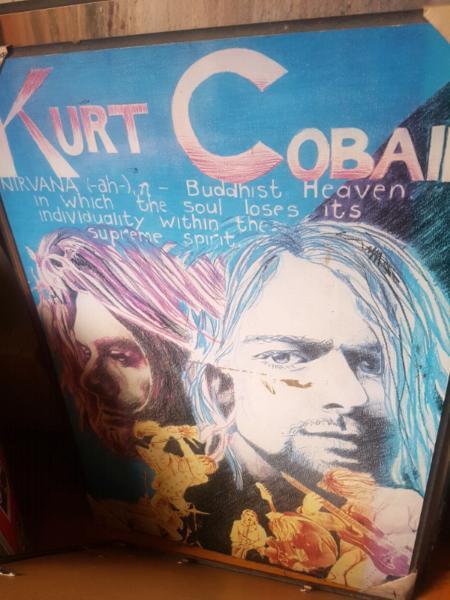 KURT COBAI
NIRVANA (-ah-), n – Buddhist Heaven
in which the soul loses its
individuality within the
supreme spirit.